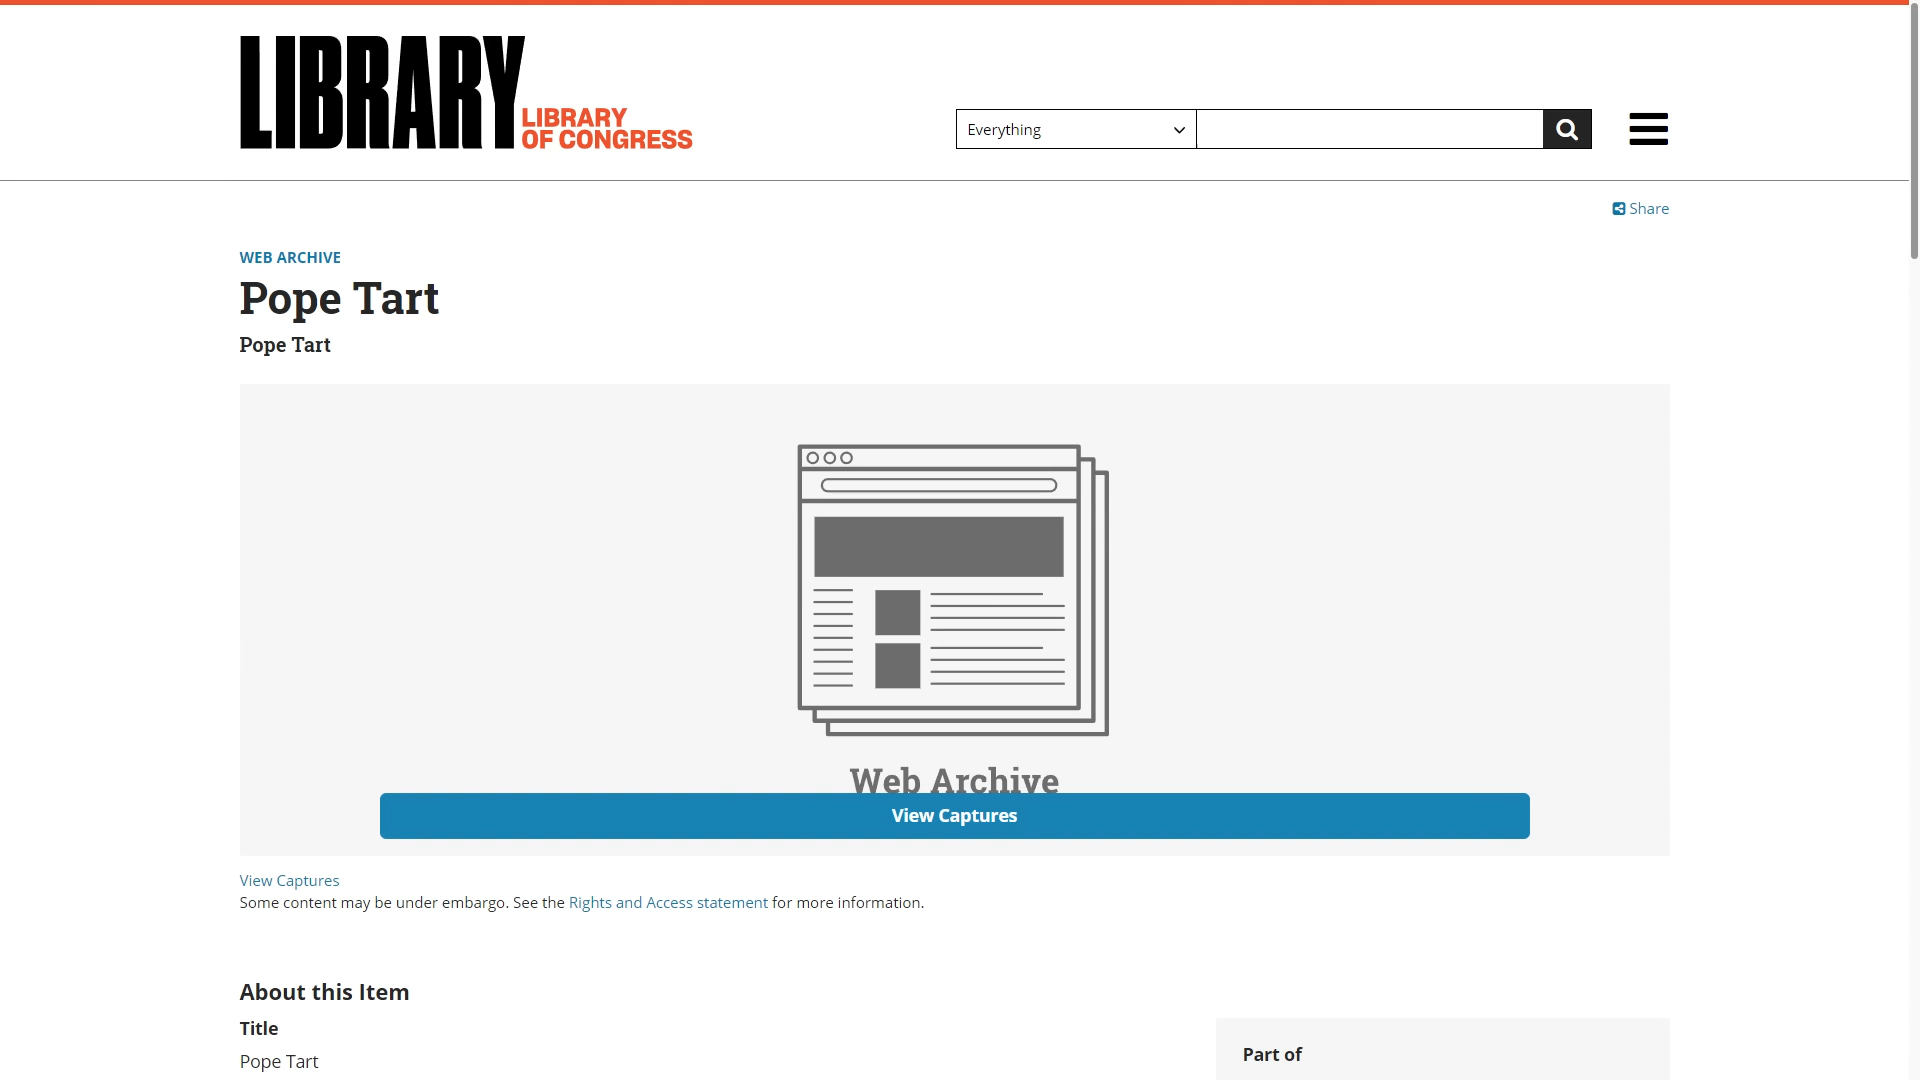 LIBRARY
LIBRARY
OF CONGRESS
Everything
Share
WEB ARCHIVE
Pope Tart
Pope Tart
Web Archive
View Captures
View Captures
Some content may be under embargo. See the Rights and Access statement for more information.
About this Item
Title
Pope Tart
Part of